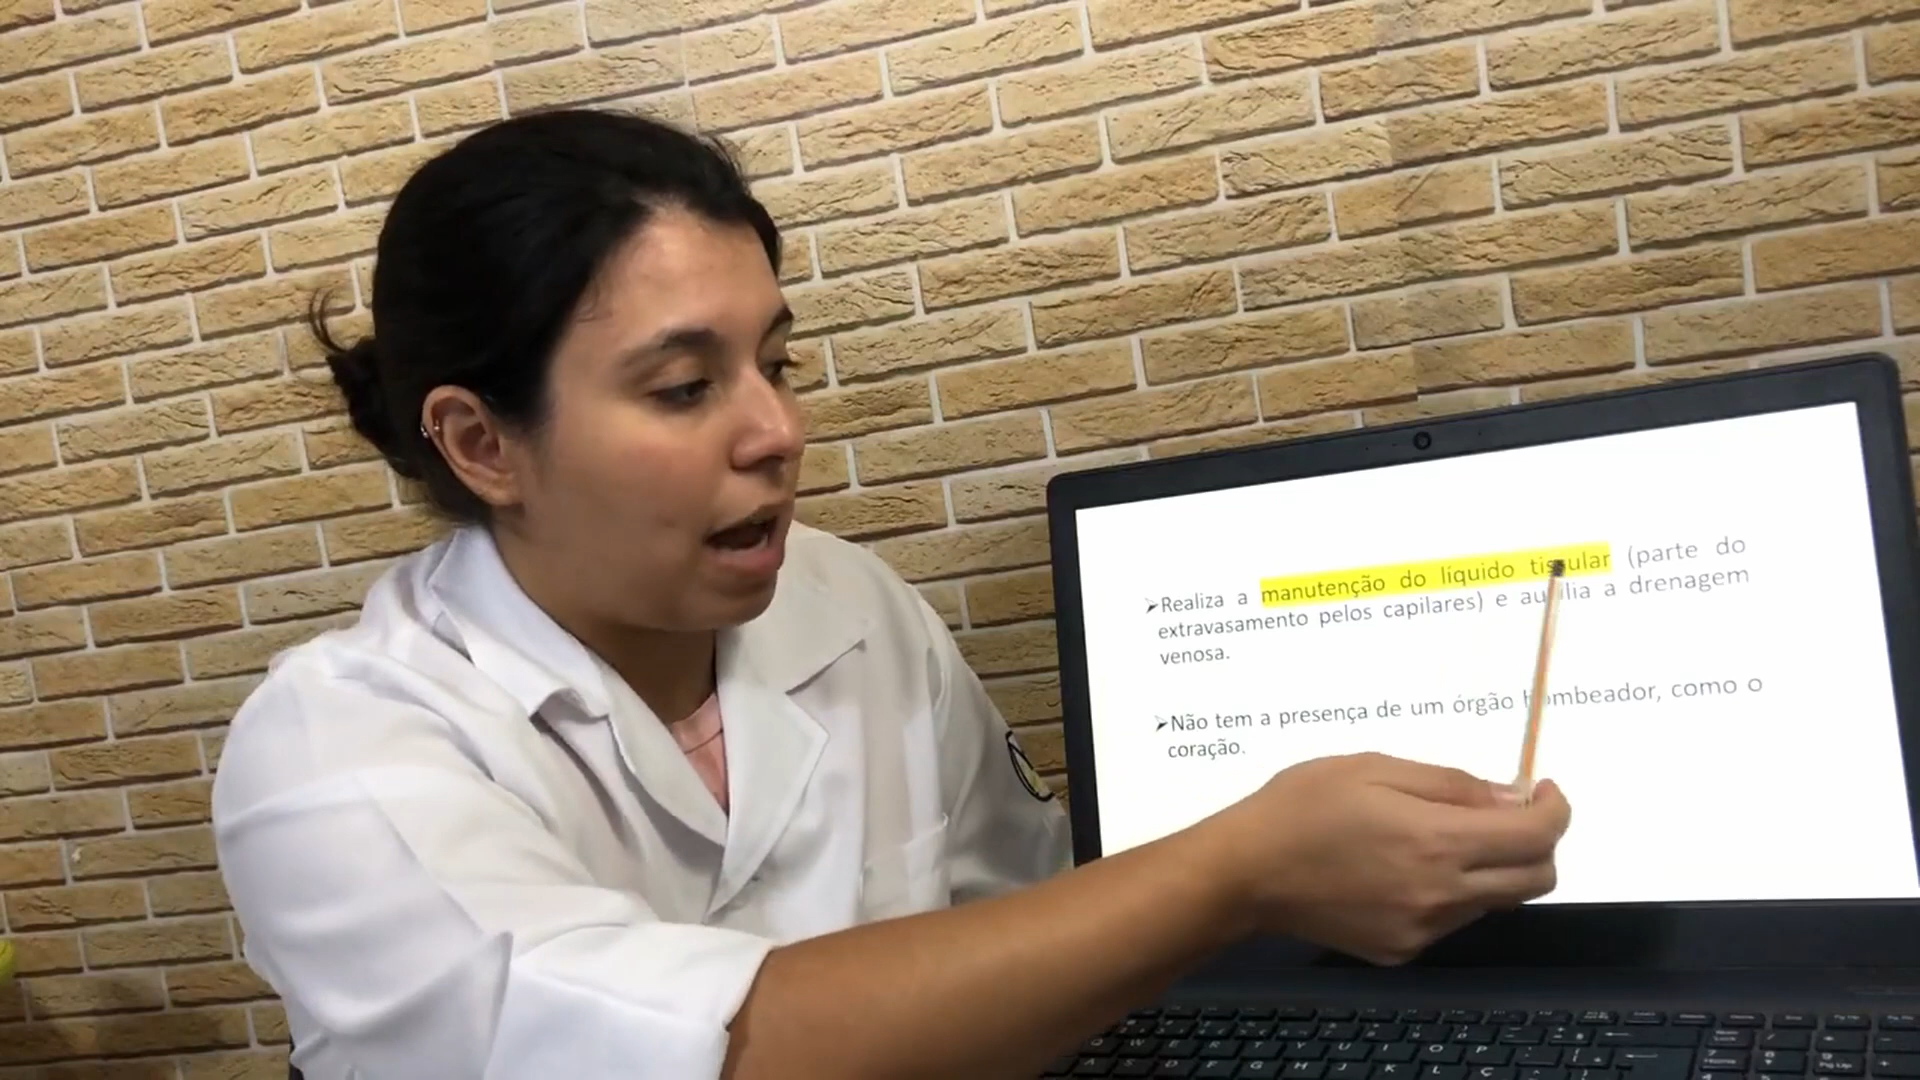 ➢Realiza a manutenção do líquido tissular (parte do
extravasamento pelos capilares) e auxilia a drenagem
venosa.
➢Não tem a presença de um órgão bombeador, como o
coração.
Q W E R T Y U I O P
A S D F G H J K L Ç